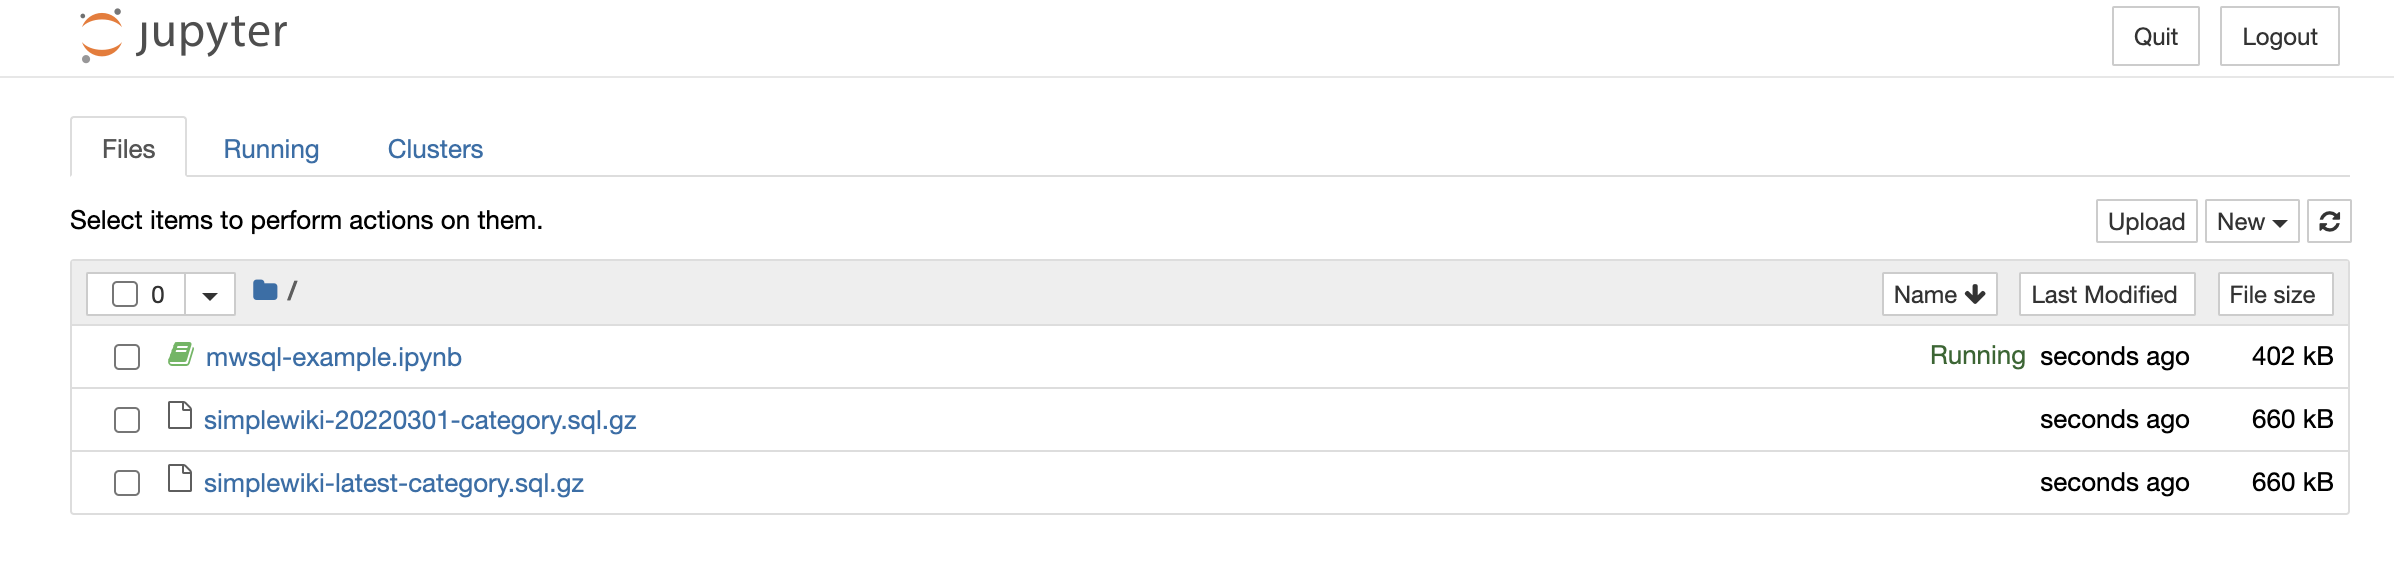 jupyter
Quit Logout
Files Running Clusters
Select items to perform actions on them.
Upload New
0 / Name Last Modified File size
mwsql-example.ipynb Running seconds ago 402 kB
simplewiki-20220301-category.sql.gz seconds ago 660 kB
simplewiki-latest-category.sql.gz seconds ago 660 kB